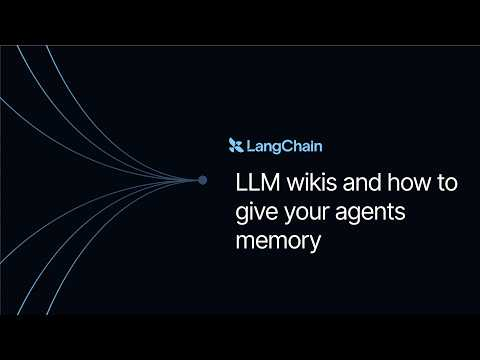 LangChain
LLM wikis and how to
give your agents
memory